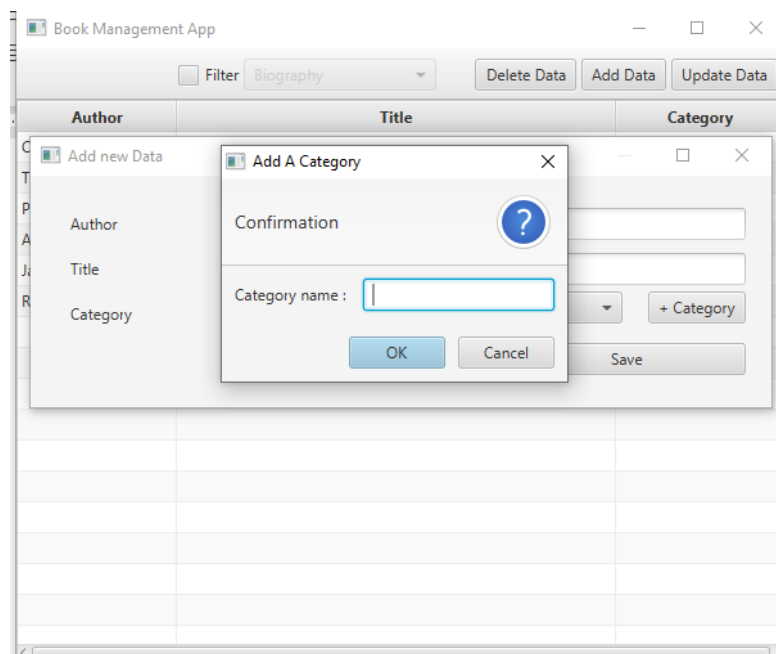 Book Management App
Filter Biography Delete Data Add Data Update Data
Author Title Category
Add new Data
Add A Category
Confirmation
?
Author
Title
Category
Category name :
+ Category
OK Cancel
Save